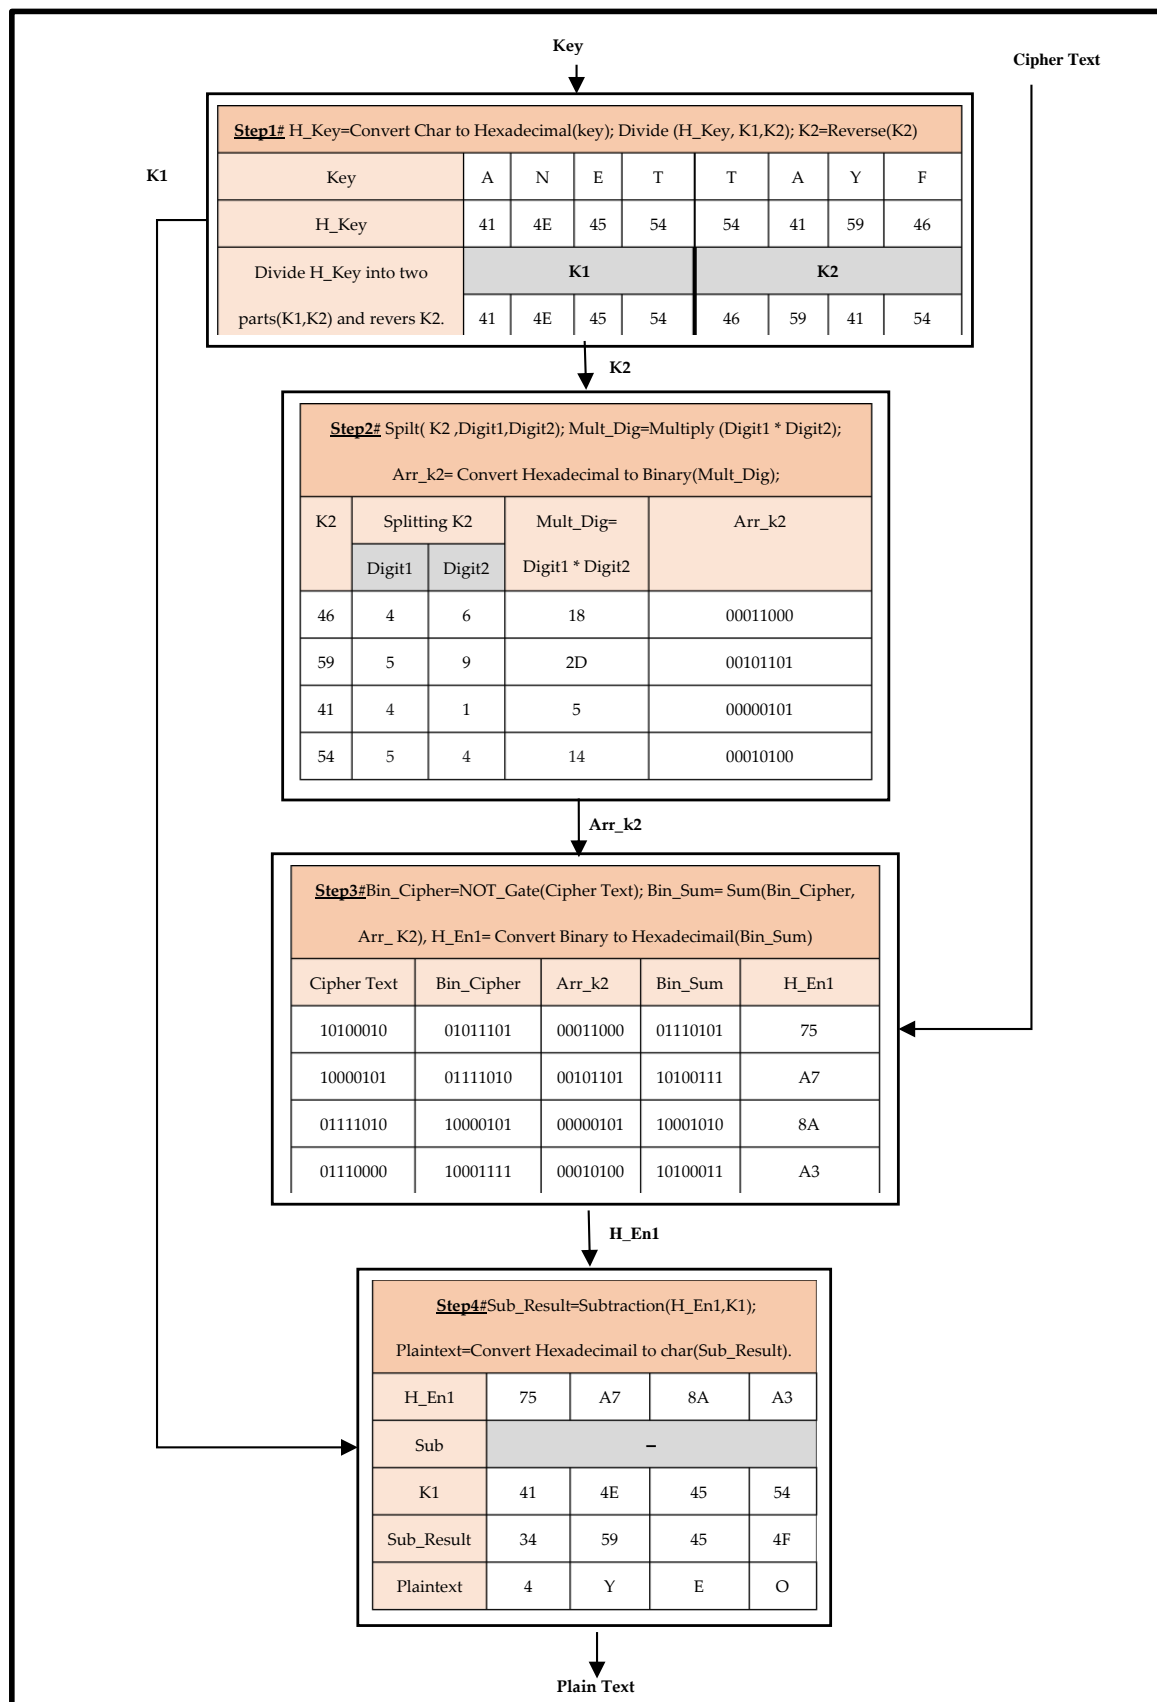 Key
Cipher Text
Step1# H_Key=Convert Char to Hexadecimal(key); Divide (H_Key, K1,K2); K2=Reverse(K2)
K1
Key A N E T T A Y F
H_Key 41 4E 45 54 54 41 59 46
Divide H_Key into two K1 K2
parts(K1,K2) and revers K2. 41 4E 45 54 46 59 41 54
K2
Step2# Spilt( K2 ,Digit1,Digit2); Mult_Dig=Multiply (Digit1 * Digit2);
Arr_k2= Convert Hexadecimal to Binary(Mult_Dig);
K2 Splitting K2 Mult_Dig= Arr_k2
Digit1 Digit2 Digit1 * Digit2
46 4 6 18 00011000
59 5 9 2D 00101101
41 4 1 5 00000101
54 5 4 14 00010100
Arr_k2
Step3#Bin_Cipher=NOT_Gate(Cipher Text); Bin_Sum= Sum(Bin_Cipher,
Arr_ K2), H_En1= Convert Binary to Hexadecimail(Bin_Sum)
Cipher Text Bin_Cipher Arr_k2 Bin_Sum H_En1
10100010 01011101 00011000 01110101 75
10000101 01111010 00101101 10100111 A7
01111010 10000101 00000101 10001010 8A
01110000 10001111 00010100 10100011 A3
H_En1
Step4#Sub_Result=Subtraction(H_En1,K1);
Plaintext=Convert Hexadecimail to char(Sub_Result).
H_En1 75 A7 8A A3
Sub –
K1 41 4E 45 54
Sub_Result 34 59 45 4F
Plaintext 4 Y E O
Plain Text